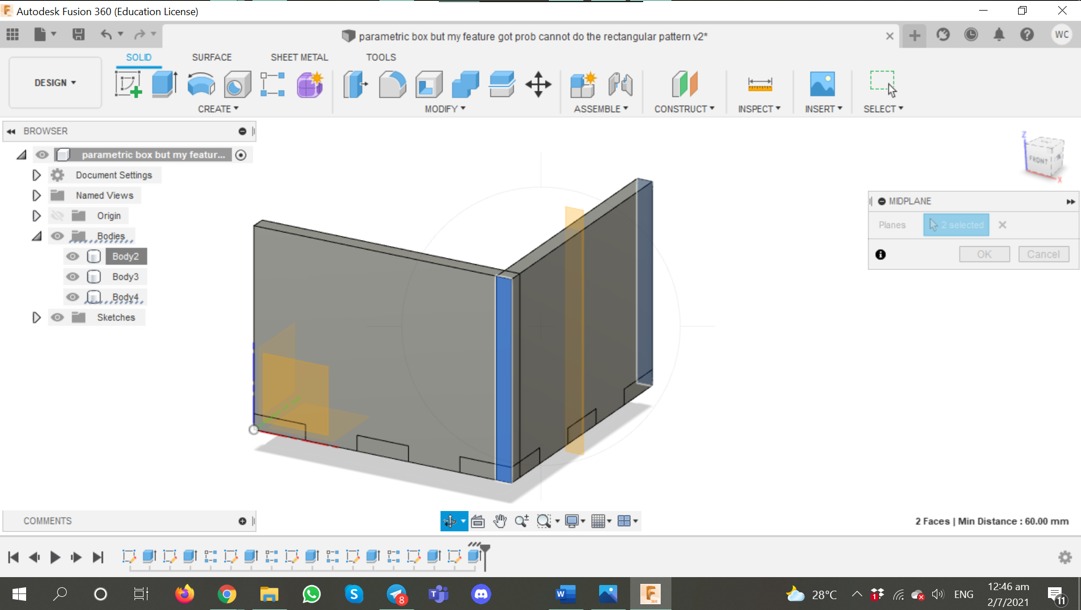 Autodesk Fusion 360 (Education License)
parametric box but my feature got prob cannot do the rectangular pattern v2*
WC
SOLID
SURFACE
SHEET METAL
TOOLS
DESIGN
CREATE
MODIFY
ASSEMBLE
CONSTRUCT
INSPECT
INSERT
SELECT
BROWSER
parametric box but my featur...
Document Settings
Named Views
Origin
Bodies
Body2
Body3
Body4
Sketches
Z
FRONT
X
MIDPLANE
Planes
2 selected
OK
Cancel
COMMENTS
2 Faces | Min Distance : 60.00 mm
8
W
28°C
ENG
12:46 am
2/7/2021
11